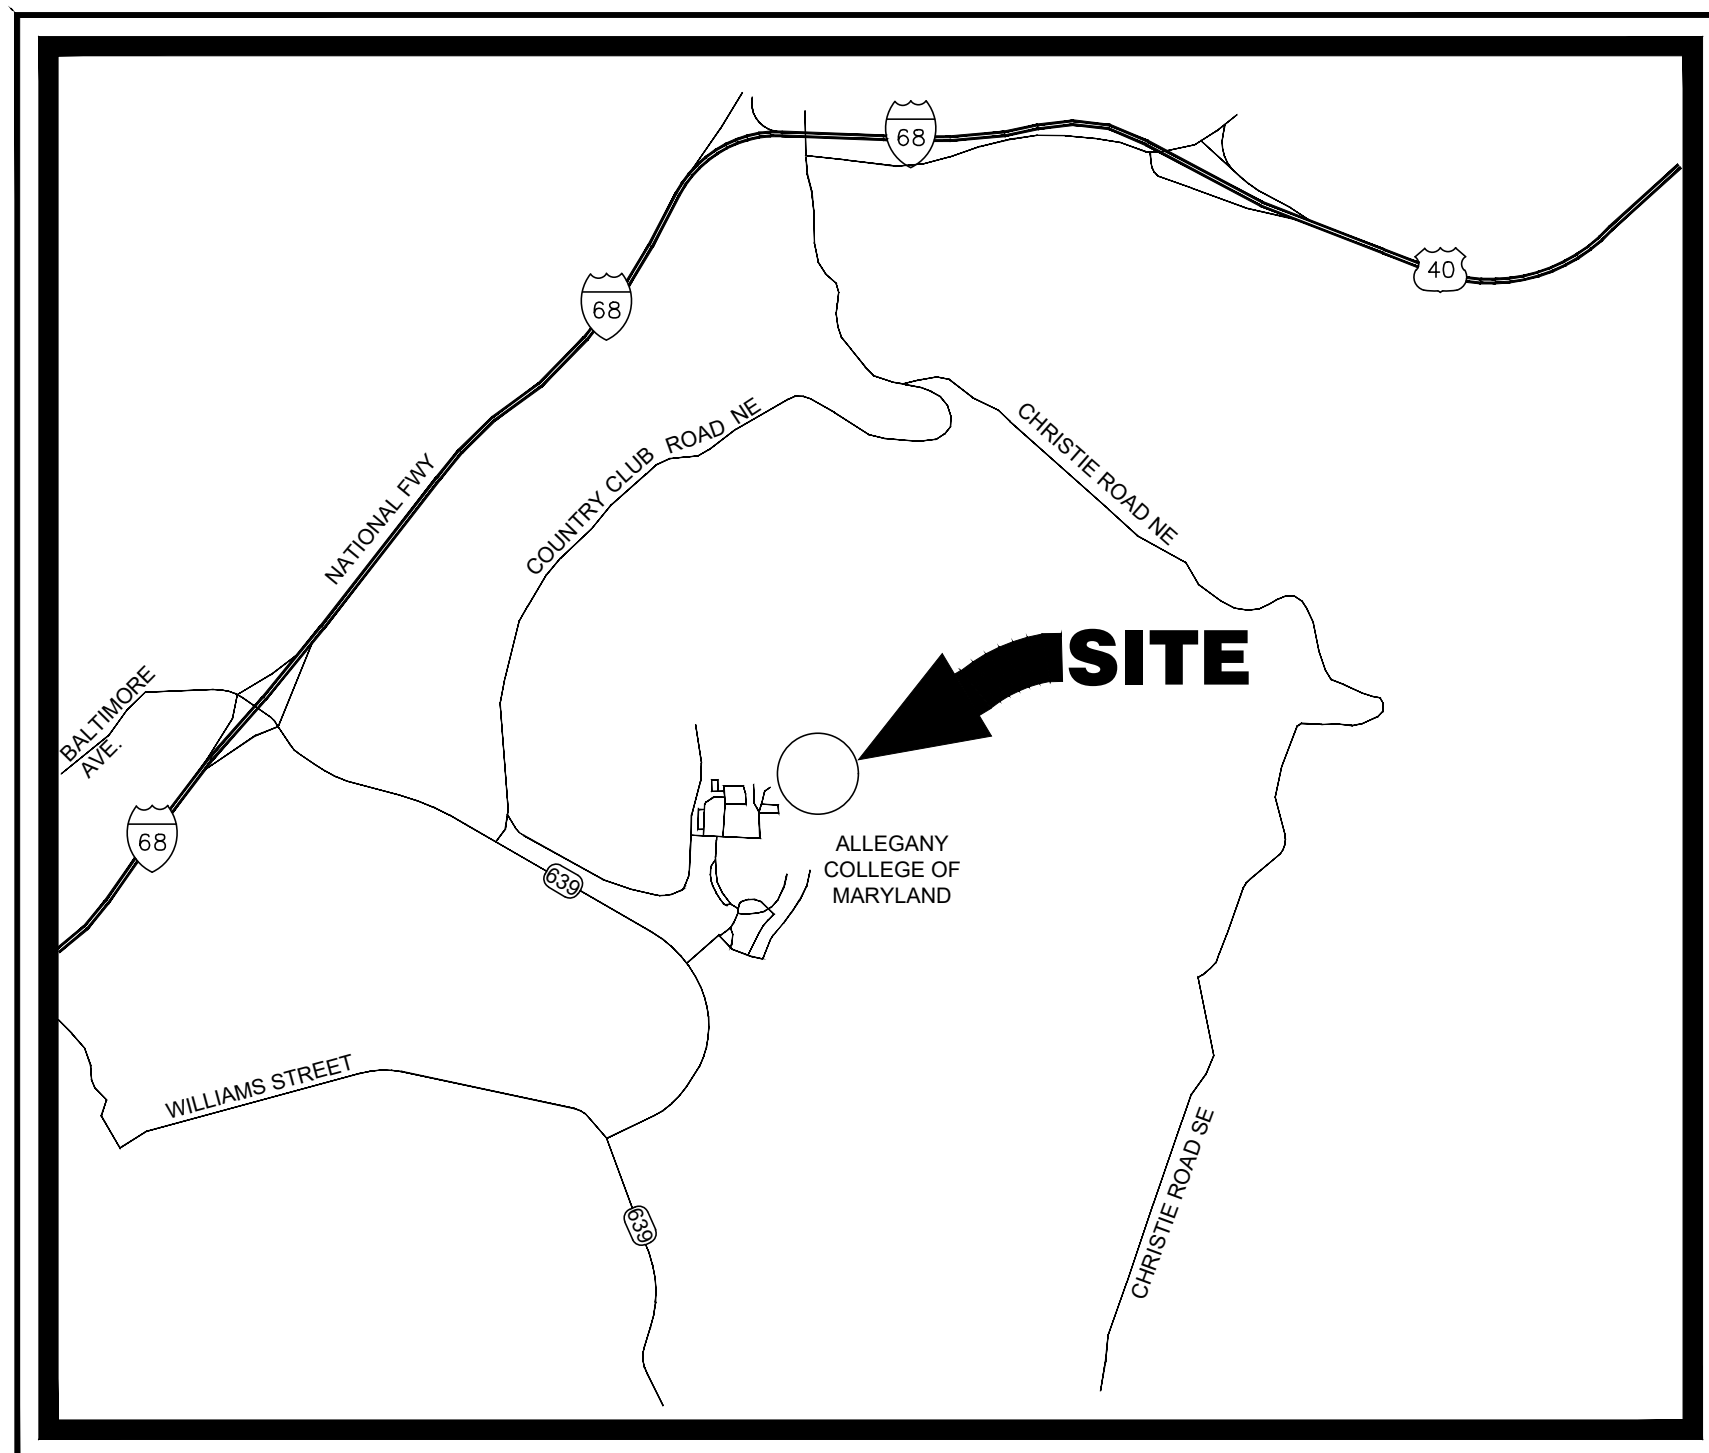 68
40
68
COUNTRY CLUB ROAD NE
CHRISTIE ROAD NE
NATIONAL FWY
SITE
BALTIMORE
AVE.
68
ALLEGANY
COLLEGE OF
MARYLAND
639
WILLIAMS STREET
CHRISTIE ROAD SE
639